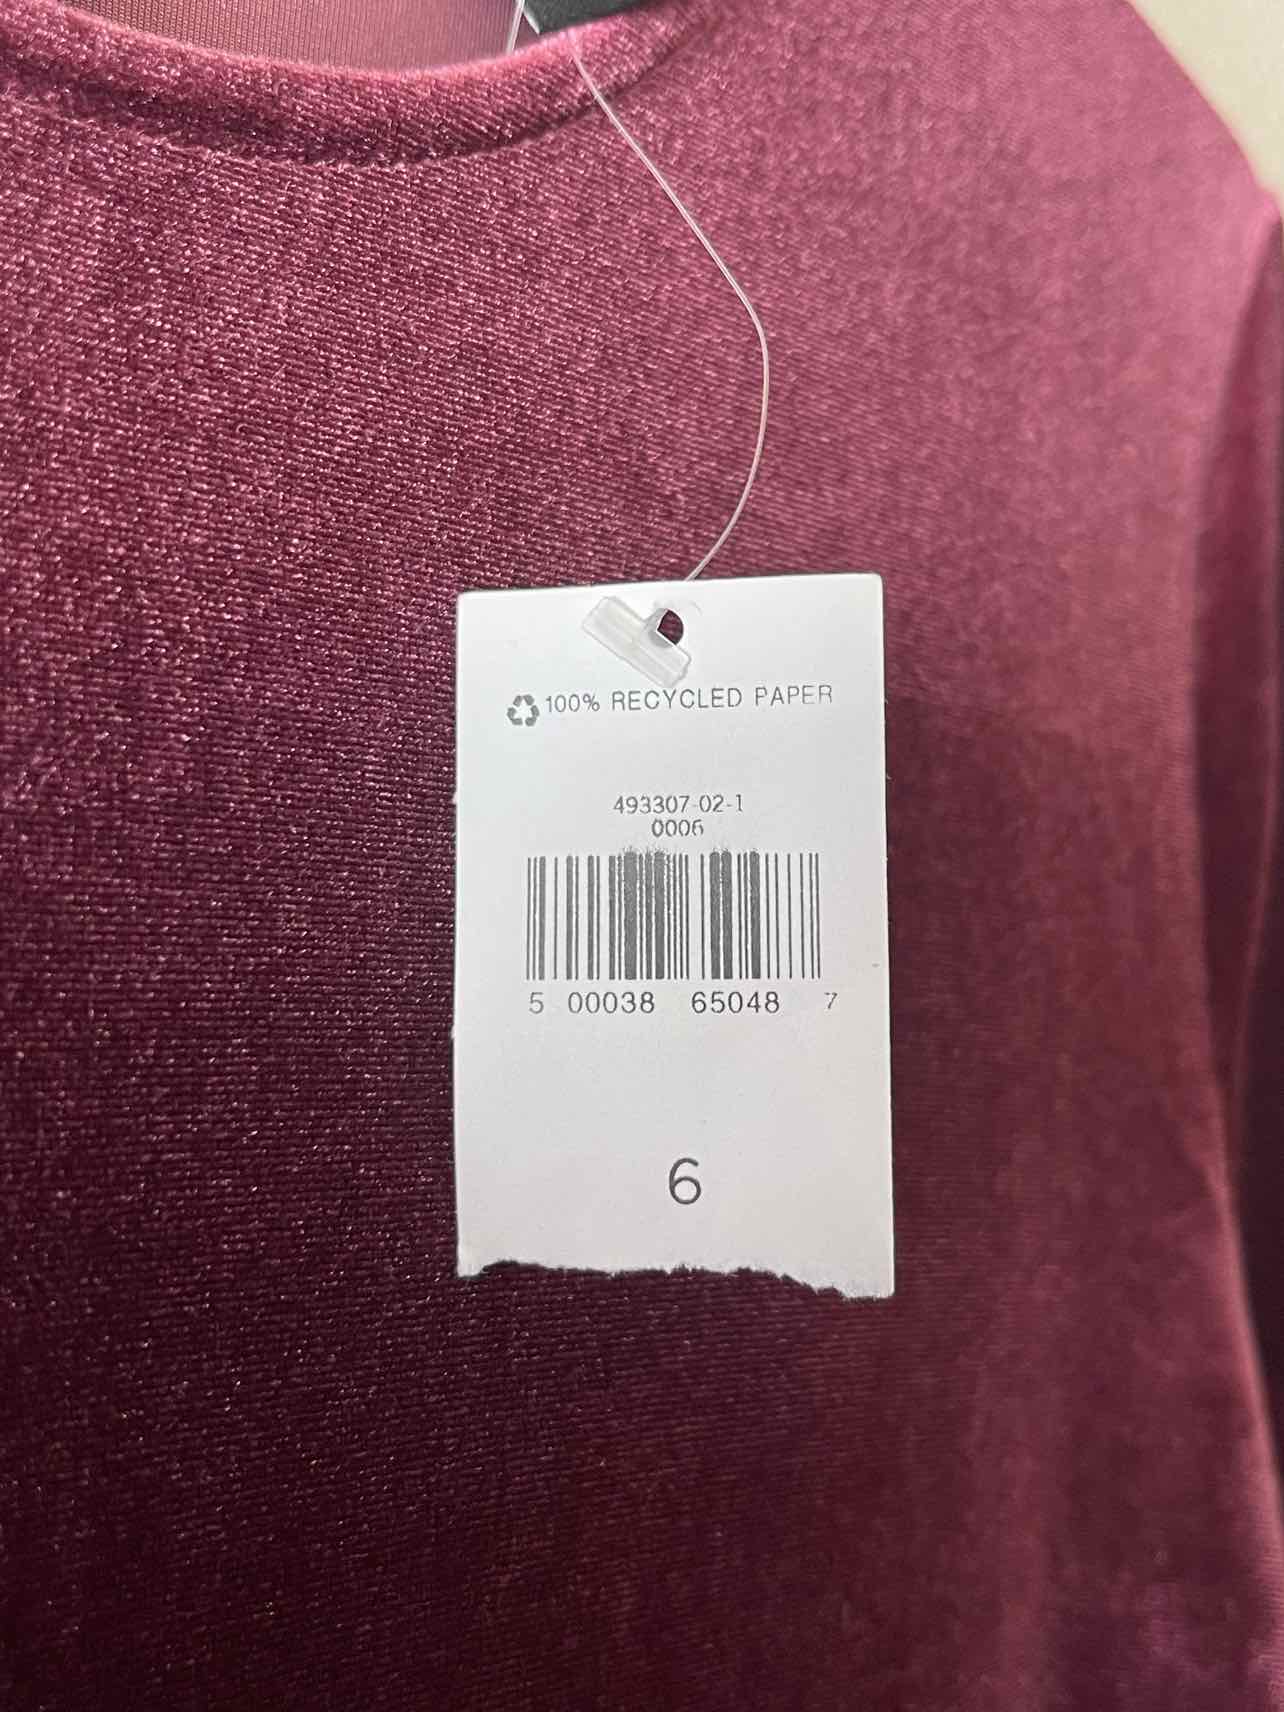 100% RECYCLED PAPER
493307-02-1
0006
5 00038 65048 7
6